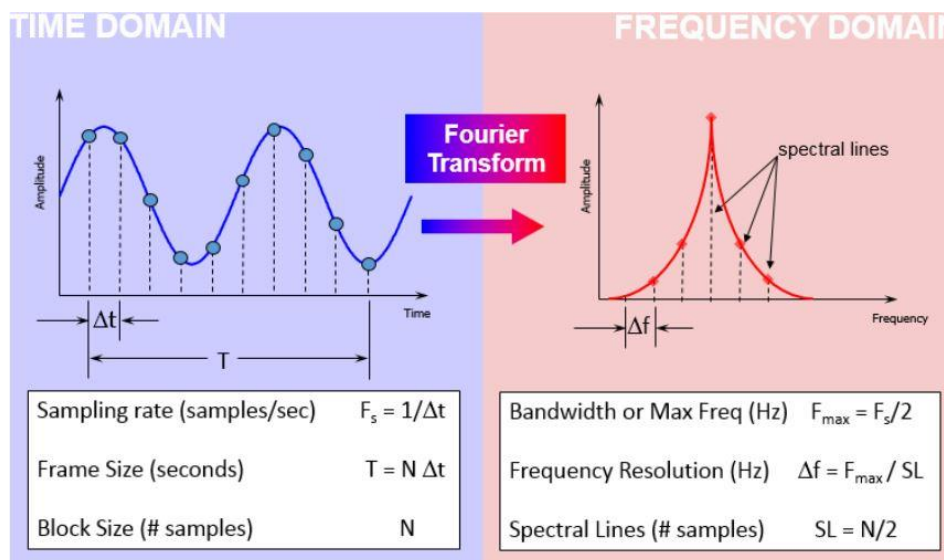 TIME DOMAIN
FREQUENCY DOMAIN
Amplitude
Time
Δt
T
Fourier
Transform
Amplitude
spectral lines
Frequency
Δf
Sampling rate (samples/sec) Fs = 1/Δt
Frame Size (seconds) T = N Δt
Block Size (# samples) N
Bandwidth or Max Freq (Hz) Fmax = Fs/2
Frequency Resolution (Hz) Δf = Fmax / SL
Spectral Lines (# samples) SL = N/2